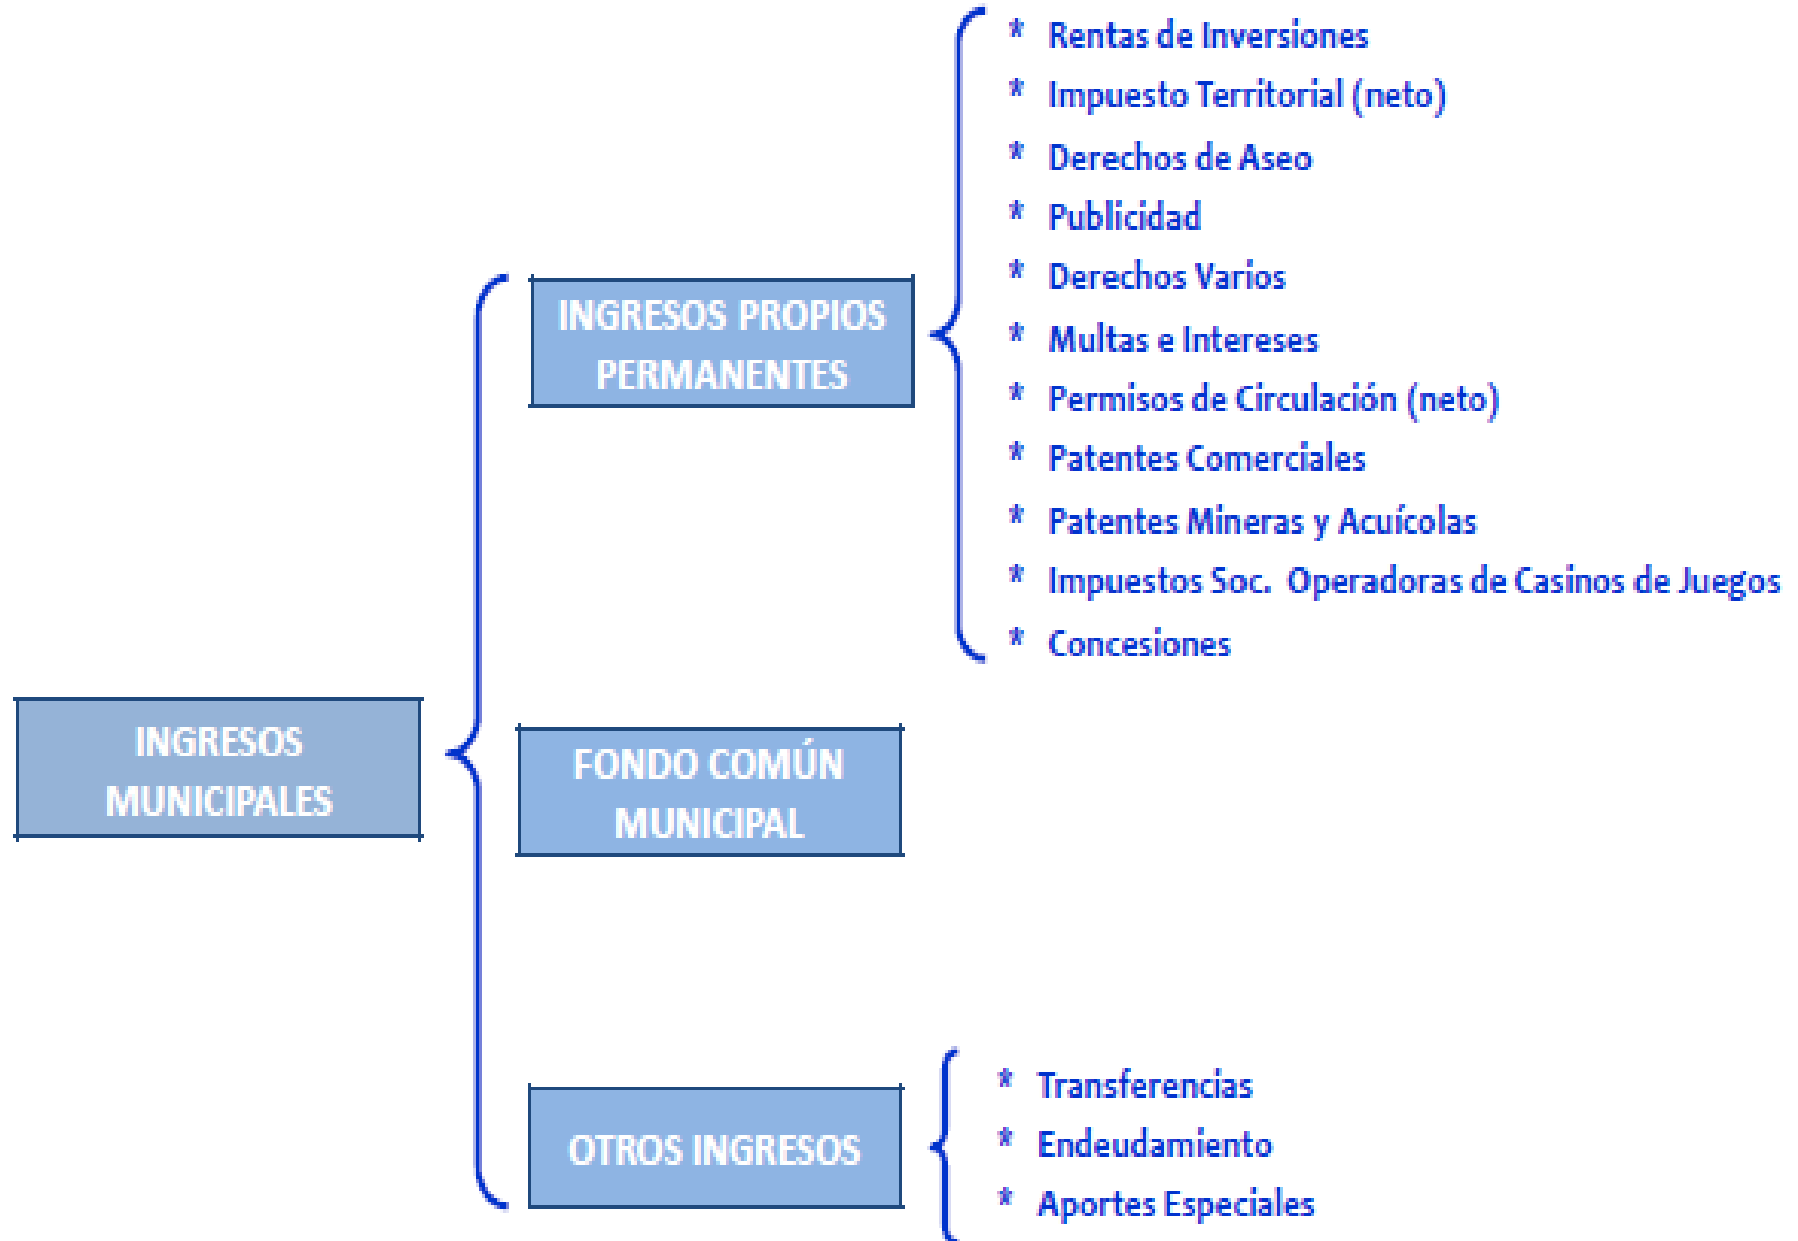 * Rentas de Inversiones
* Impuesto Territorial (neto)
* Derechos de Aseo
* Publicidad
* Derechos Varios
* Multas e Intereses
* Permisos de Circulación (neto)
* Patentes Comerciales
* Patentes Mineras y Acuícolas
* Impuestos Soc. Operadoras de Casinos de Juegos
* Concesiones
INGRESOS PROPIOS
PERMANENTES
INGRESOS
MUNICIPALES
FONDO COMÚN
MUNICIPAL
OTROS INGRESOS
* Transferencias
* Endeudamiento
* Aportes Especiales